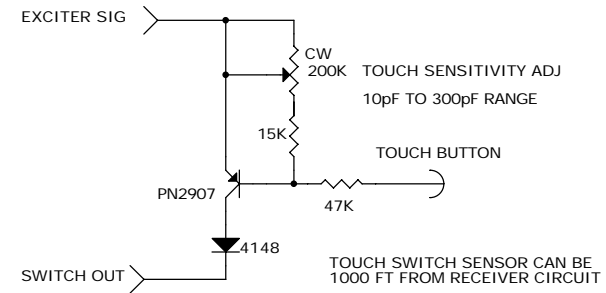 EXCITER SIG
CW
200K
TOUCH SENSITIVITY ADJ
10pF TO 300pF RANGE
15K
TOUCH BUTTON
PN2907
47K
4148
SWITCH OUT
TOUCH SWITCH SENSOR CAN BE
1000 FT FROM RECEIVER CIRCUIT